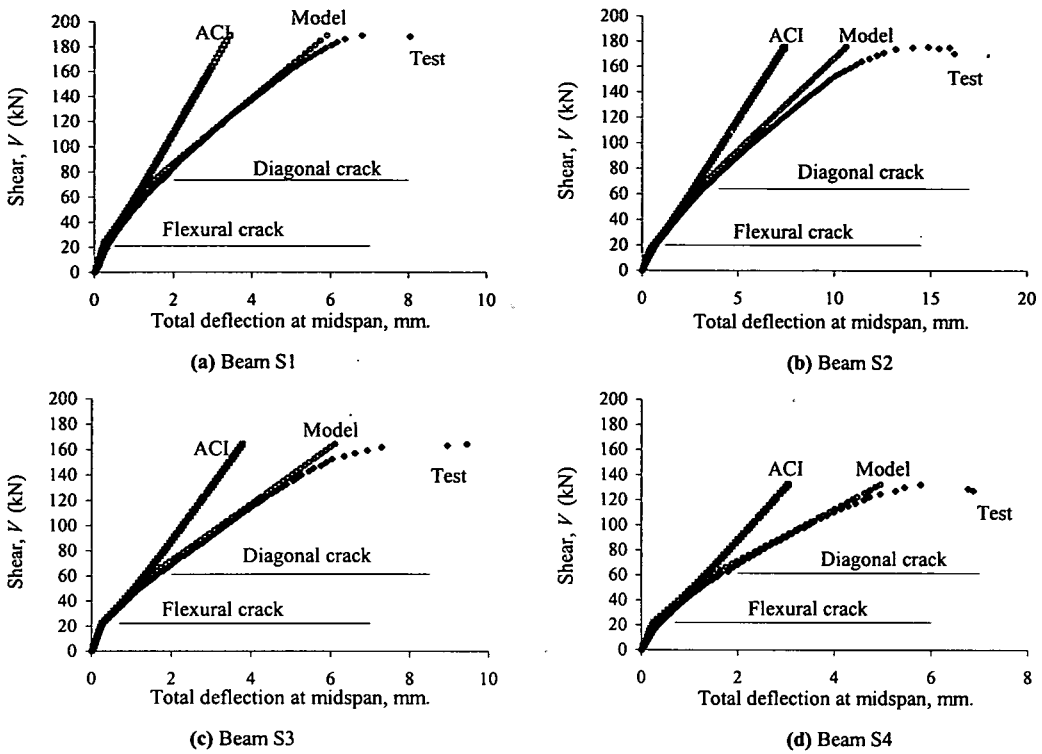 Shear, V (kN)
200
180
160
140
120
100
80
60
40
20
0
ACI
Model
Test
Diagonal crack
Flexural crack
0 2 4 6 8 10
Total deflection at midspan, mm.
(a) Beam S1
Shear, V (kN)
200
180
160
140
120
100
80
60
40
20
0
ACI
Model
Test
Diagonal crack
Flexural crack
0 5 10 15 20
Total deflection at midspan, mm.
(b) Beam S2
Shear, V (kN)
200
180
160
140
120
100
80
60
40
20
0
ACI
Model
Test
Diagonal crack
Flexural crack
0 2 4 6 8 10
Total deflection at midspan, mm.
(c) Beam S3
Shear, V (kN)
200
180
160
140
120
100
80
60
40
20
0
ACI
Model
Test
Diagonal crack
Flexural crack
0 2 4 6 8
Total deflection at midspan, mm.
(d) Beam S4